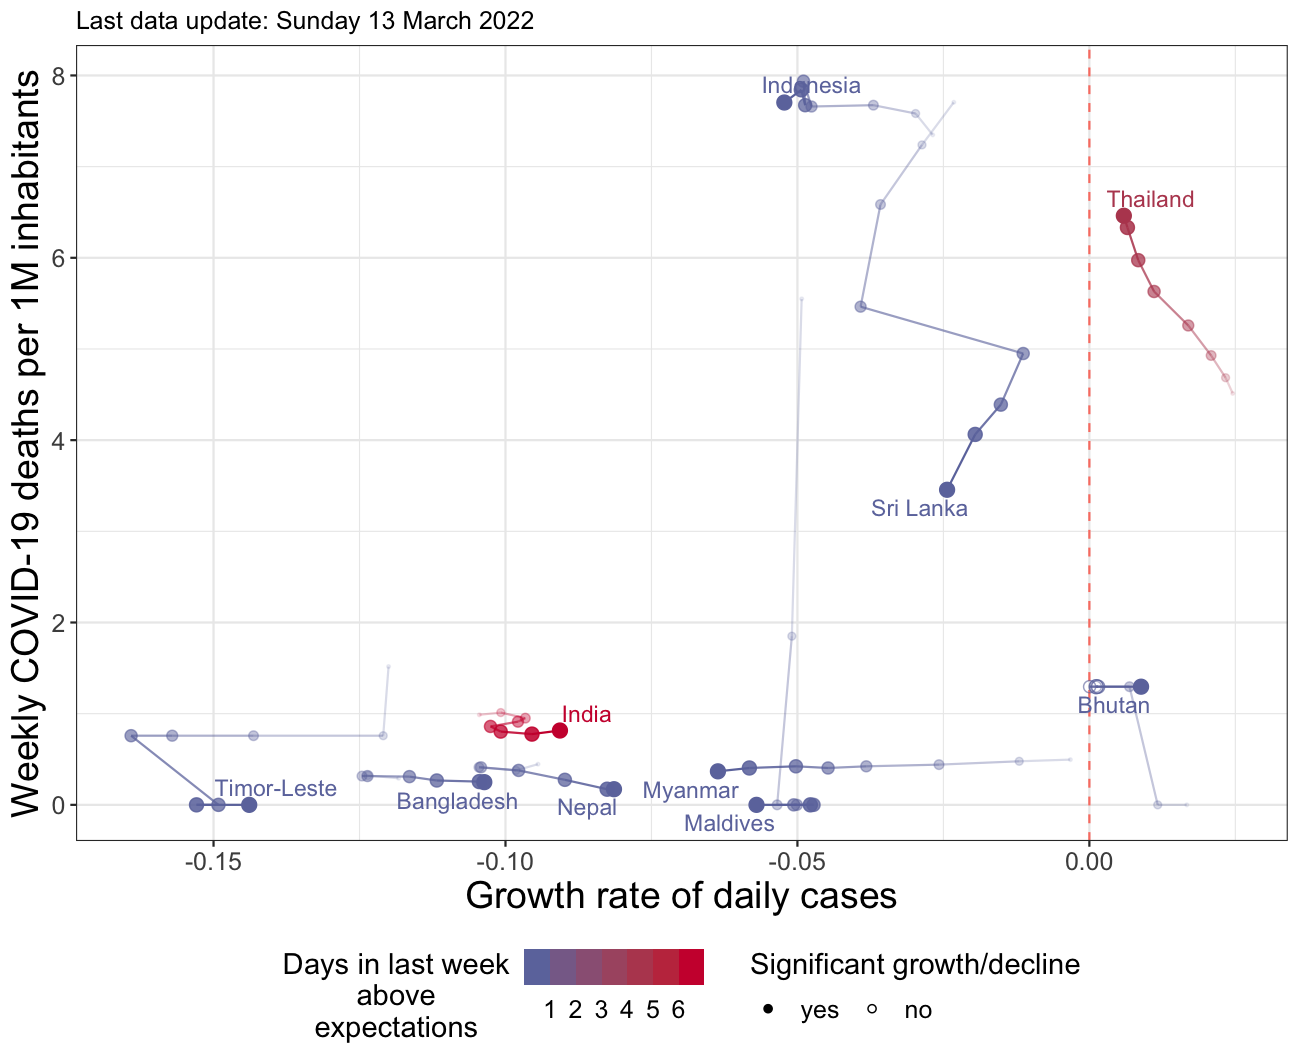 Last data update: Sunday 13 March 2022
Weekly COVID-19 deaths per 1M inhabitants
8
6
4
2
0
Indonesia
Thailand
Sri Lanka
India
Bhutan
Timor-Leste
Bangladesh
Nepal
Myanmar
Maldives
-0.15
-0.10
-0.05
0.00
Growth rate of daily cases
Days in last week
above
expectations
1 2 3 4 5 6
Significant growth/decline
yes no